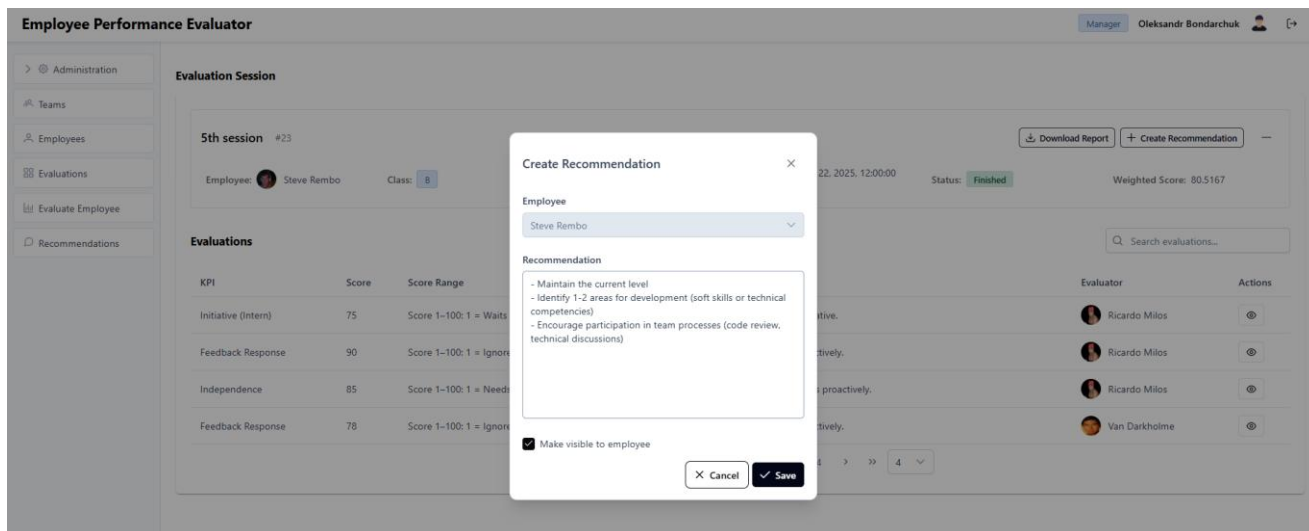 Employee Performance Evaluator
Manager
Oleksandr Bondarchuk
Administration
Teams
Employees
Evaluations
Evaluate Employee
Recommendations
Evaluation Session
5th session #23
Download Report
+ Create Recommendation
Employee: Steve Rembo
Class: B
22. 2025. 12:00:00
Status: Finished
Weighted Score: 80.5167
Evaluations
Search evaluations...
KPI Score Score Range Evaluator Actions
Initiative (Intern) 75 Score 1–100: 1 = Waits ative. Ricardo Milos
Feedback Response 90 Score 1–100: 1 = Ignore ctively. Ricardo Milos
Independence 85 Score 1–100: 1 = Needs proactively. Ricardo Milos
Feedback Response 78 Score 1–100: 1 = Ignore ctively. Van Darkholme
4
Create Recommendation
Employee
Steve Rembo
Recommendation
- Maintain the current level
- Identify 1-2 areas for development (soft skills or technical
competencies)
- Encourage participation in team processes (code review,
technical discussions)
Make visible to employee
Cancel
Save